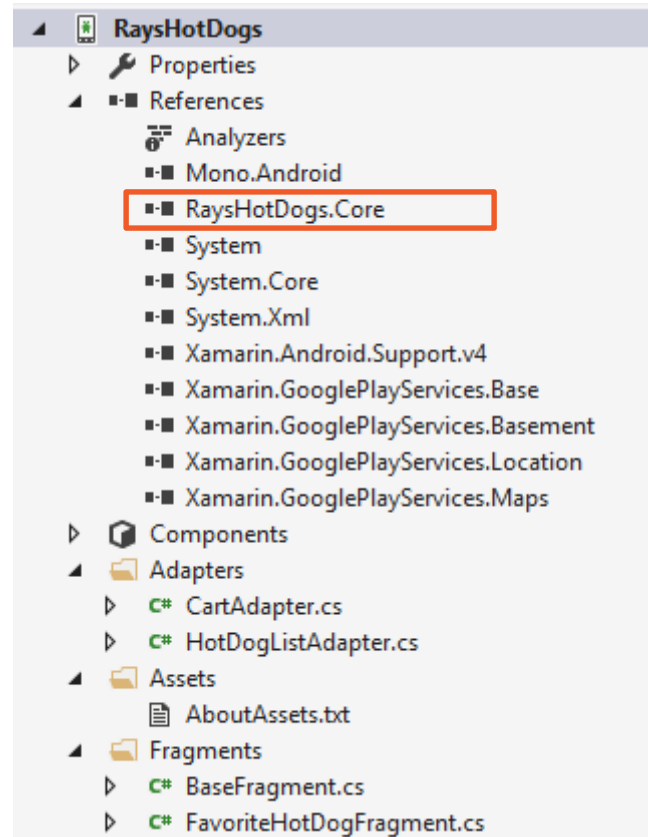 RaysHotDogs
Properties
References
Analyzers
Mono.Android
RaysHotDogs.Core
System
System.Core
System.Xml
Xamarin.Android.Support.v4
Xamarin.GooglePlayServices.Base
Xamarin.GooglePlayServices.Basement
Xamarin.GooglePlayServices.Location
Xamarin.GooglePlayServices.Maps
Components
Adapters
C# CartAdapter.cs
C# HotDogListAdapter.cs
Assets
AboutAssets.txt
Fragments
C# BaseFragment.cs
C# FavoriteHotDogFragment.cs